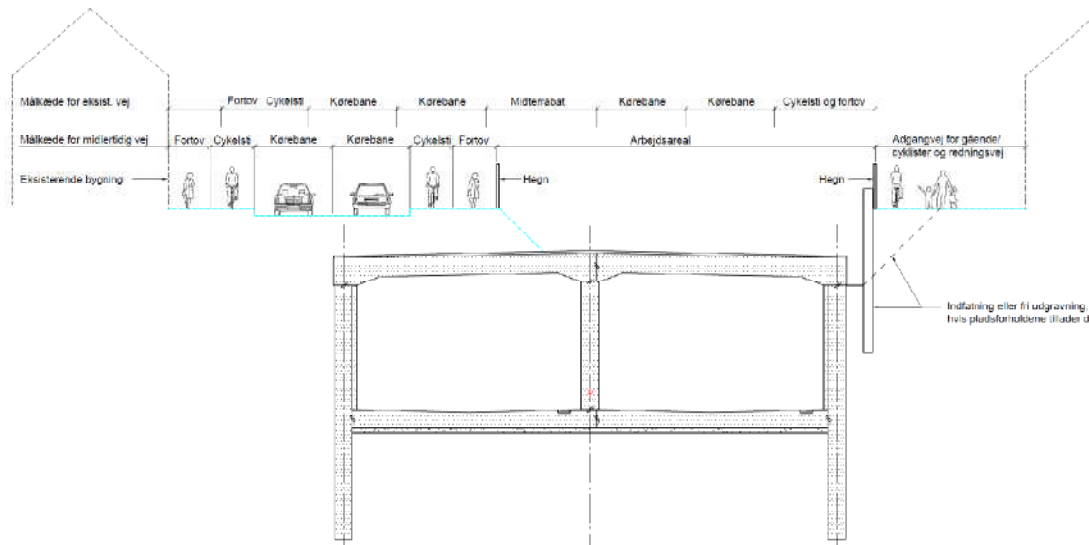 Målkæde for eksist. vej
Fortov Cykelsti Kørebane Kørebane Midterrabat Kørebane Kørebane Cykelsti og fortov
Målkæde for midlertidig vej
Fortov Cykelsti Kørebane Kørebane Cykelsti Fortov Arbejdsareal Adgangvej for gående/
cyklister og redningsvej
Eksisterende bygning
Hegn
Hegn
Indfatning eller fri udgravning,
hvis pladsforholdene tillader d